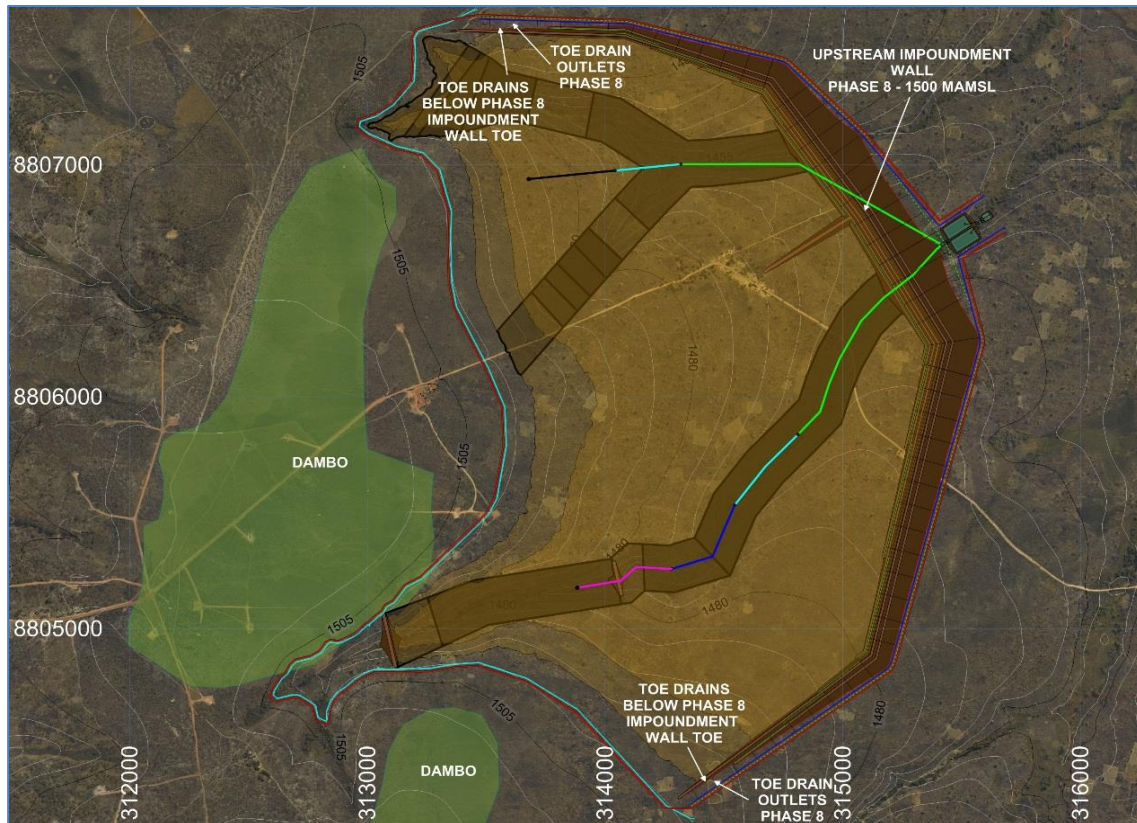 TOE DRAIN
OUTLETS
PHASE 8
UPSTREAM IMPOUNDMENT
WALL
PHASE 8 - 1500 MAMSL
TOE DRAINS
BELOW PHASE 8
IMPOUNDMENT
WALL TOE
1505
8807000
1505
1480
8806000
DAMBO
1505
1480
1480
1480
8805000
1505
1505
1480
TOE DRAINS
BELOW PHASE 8
IMPOUNDMENT
WALL TOE
1505
DAMBO
TOE DRAIN
OUTLETS
PHASE 8
312000
313000
314000
315000
316000